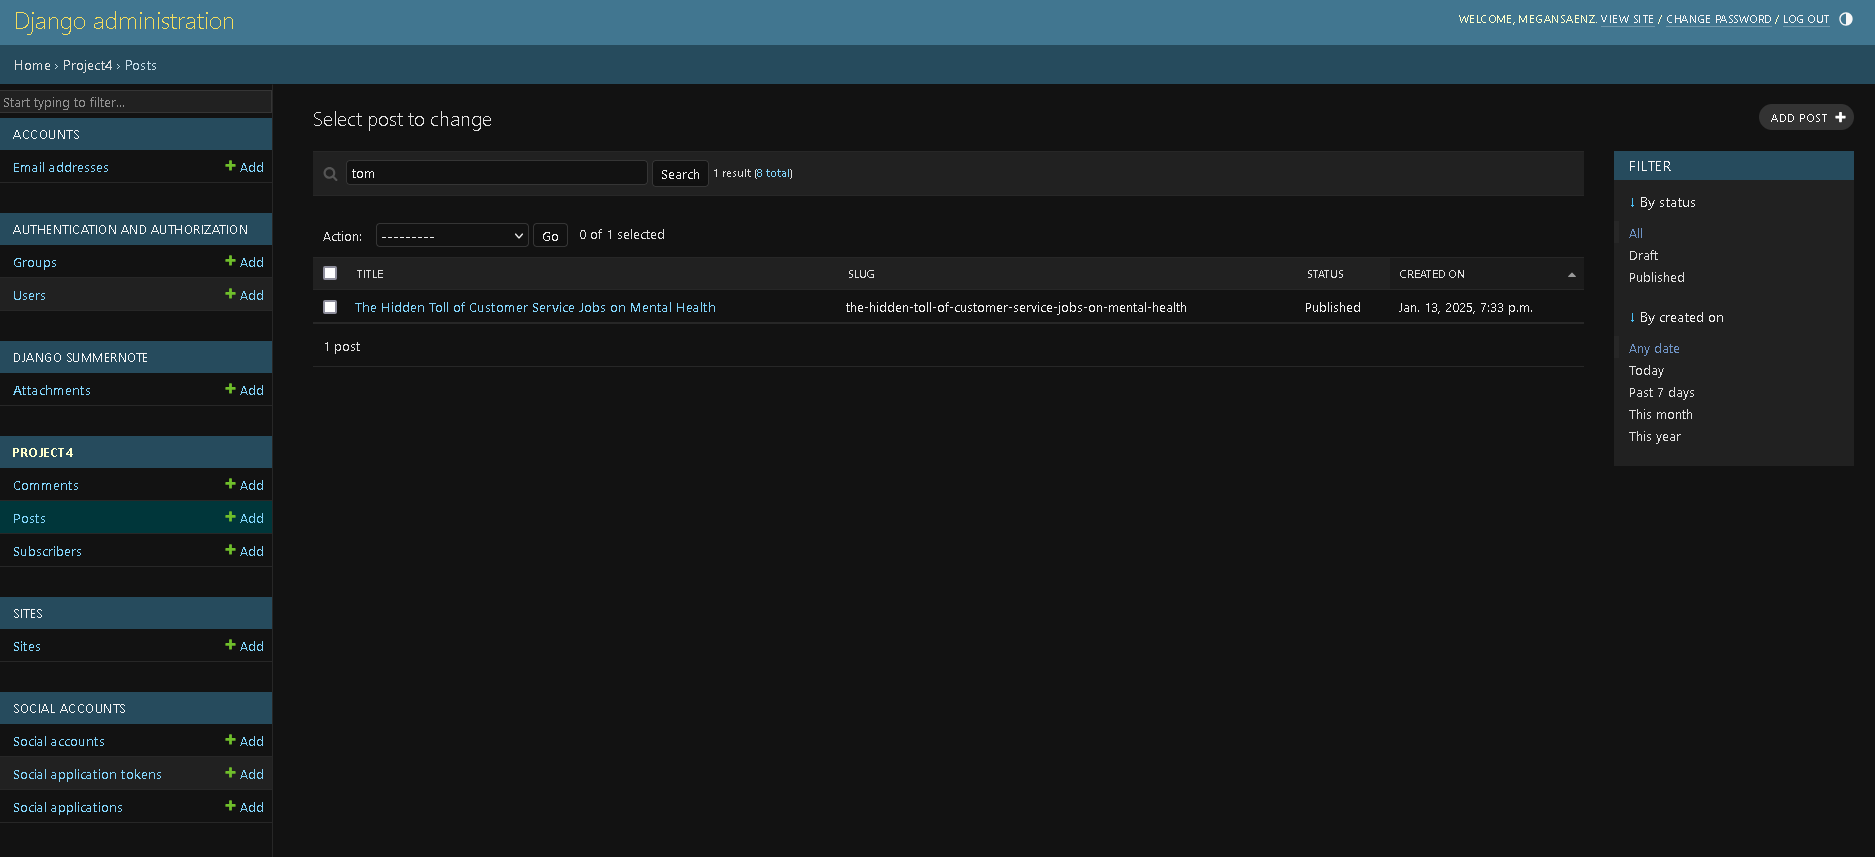 Django administration
WELCOME, MEGANSAENZ. VIEW SITE / CHANGE PASSWORD / LOG OUT
Home › Project4 › Posts
Start typing to filter...
ACCOUNTS
Email addresses + Add
AUTHENTICATION AND AUTHORIZATION
Groups + Add
Users + Add
DJANGO SUMMERNOTE
Attachments + Add
PROJECT4
Comments + Add
Posts + Add
Subscribers + Add
SITES
Sites + Add
SOCIAL ACCOUNTS
Social accounts + Add
Social application tokens + Add
Social applications + Add
Select post to change
ADD POST +
tom Search 1 result (8 total)
Action: --------- Go 0 of 1 selected
TITLE SLUG STATUS CREATED ON
The Hidden Toll of Customer Service Jobs on Mental Health the-hidden-toll-of-customer-service-jobs-on-mental-health Published Jan. 13, 2025, 7:33 p.m.
1 post
FILTER
↓ By status
All
Draft
Published
↓ By created on
Any date
Today
Past 7 days
This month
This year